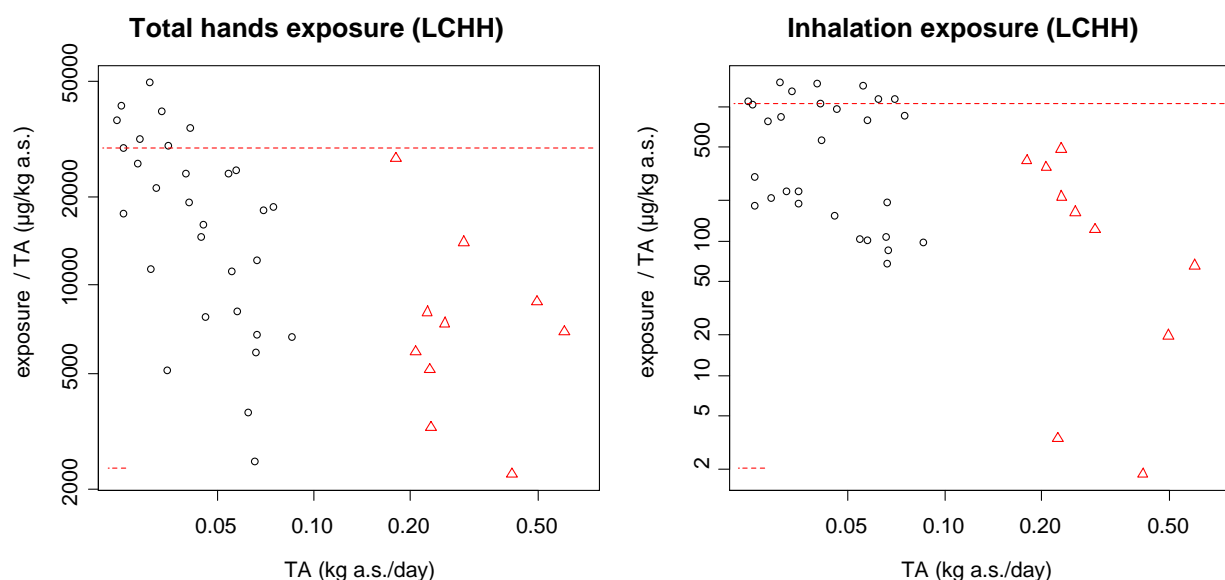 Total hands exposure (LCHH)
exposure / TA (µg/kg a.s.)
50000
20000
10000
5000
2000
0.05 0.10 0.20 0.50
TA (kg a.s./day)
Inhalation exposure (LCHH)
exposure / TA (µg/kg a.s.)
500
100
50
20
10
5
2
0.05 0.10 0.20 0.50
TA (kg a.s./day)